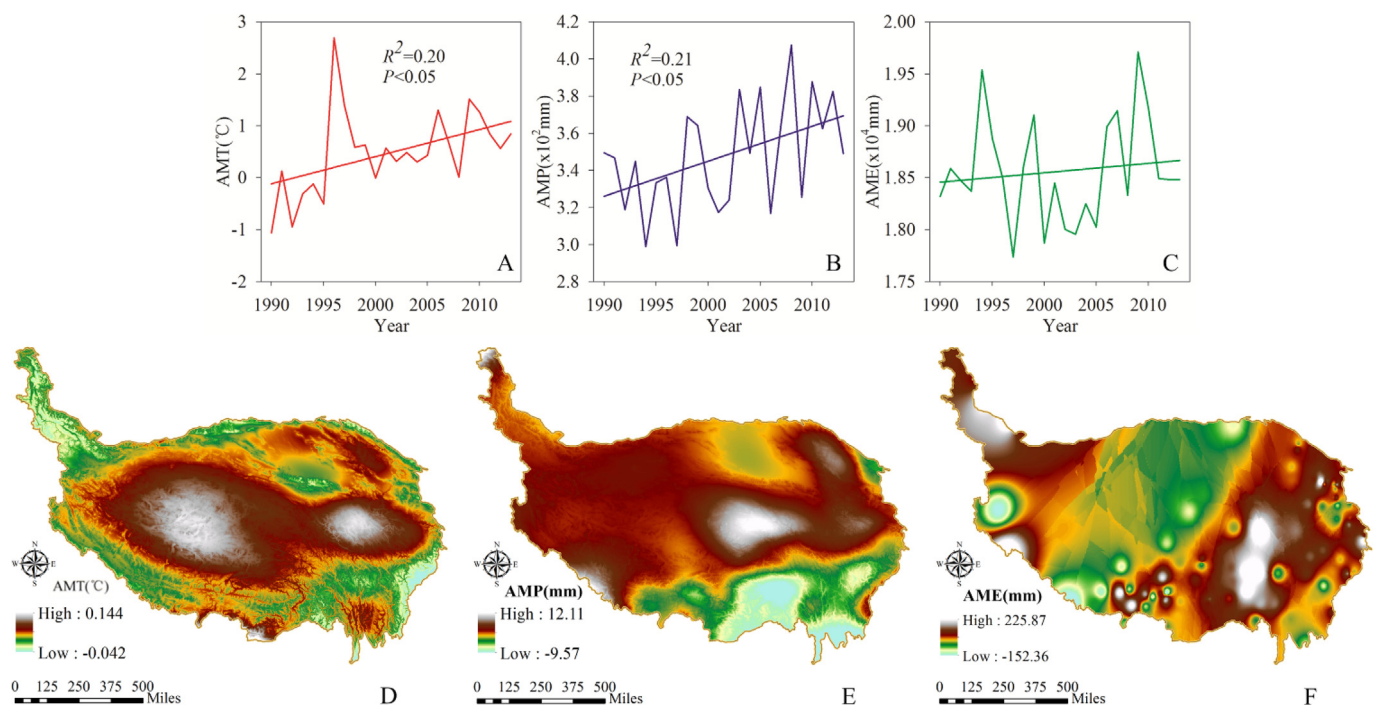 3
2
1
0
-1
-2
AMT(℃)
R²=0.20
P<0.05
A
1990 1995 2000 2005 2010
Year
4.2
4.0
3.8
3.6
3.4
3.2
3.0
2.8
AMP(x10²mm)
R²=0.21
P<0.05
B
1990 1995 2000 2005 2010
Year
2.00
1.95
1.90
1.85
1.80
1.75
AME(x10⁴mm)
C
1990 1995 2000 2005 2010
Year
N
W E
S
AMT(℃)
High : 0.144
Low : -0.042
0 125 250 375 500
Miles
D
N
W E
S
AMP(mm)
High : 12.11
Low : -9.57
0 125 250 375 500
Miles
E
N
W E
S
AME(mm)
High : 225.87
Low : -152.36
0 125 250 375 500
Miles
F